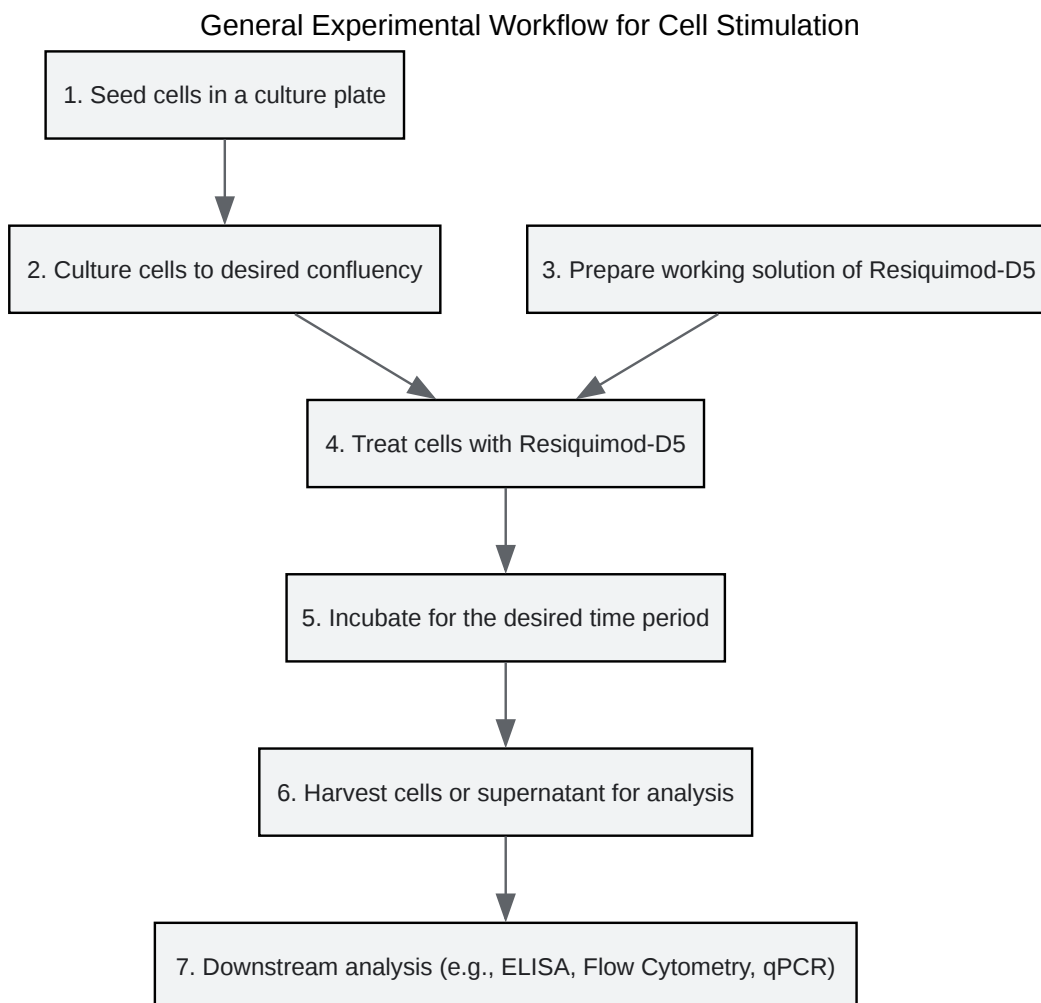 General Experimental Workflow for Cell Stimulation
1. Seed cells in a culture plate
2. Culture cells to desired confluency
3. Prepare working solution of Resiquimod-D5
4. Treat cells with Resiquimod-D5
5. Incubate for the desired time period
6. Harvest cells or supernatant for analysis
7. Downstream analysis (e.g., ELISA, Flow Cytometry, qPCR)